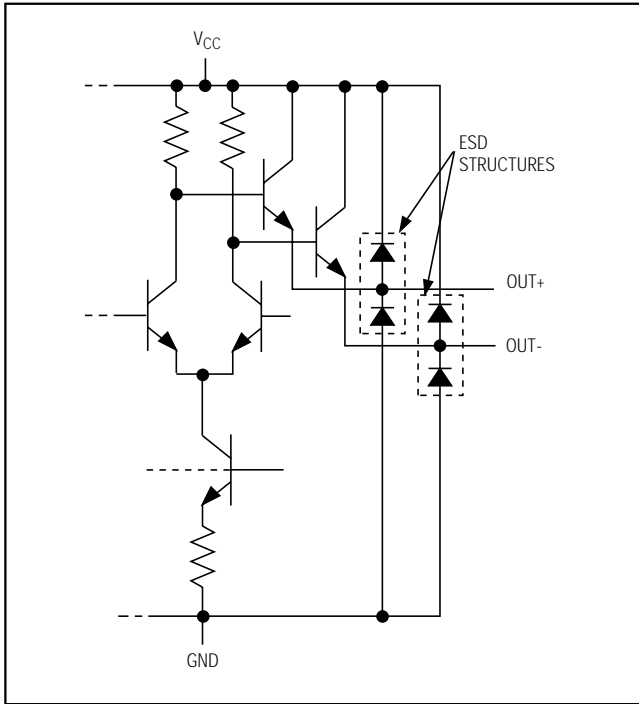 VCC
ESD
STRUCTURES
OUT+
OUT-
GND